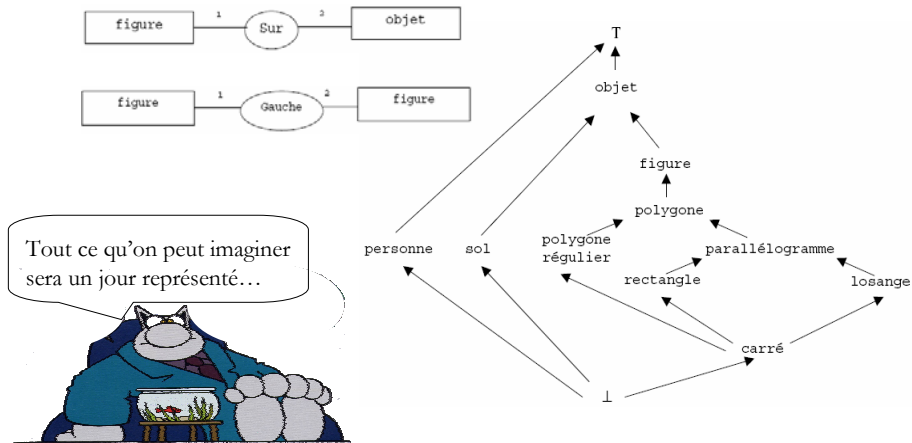 figure 1 Sur 2 objet
figure 1 Gauche 2 figure
Tout ce qu'on peut imaginer
sera un jour représenté…
T
objet
figure
polygone
personne sol polygone régulier parallélogramme
rectangle losange
carré
⊥